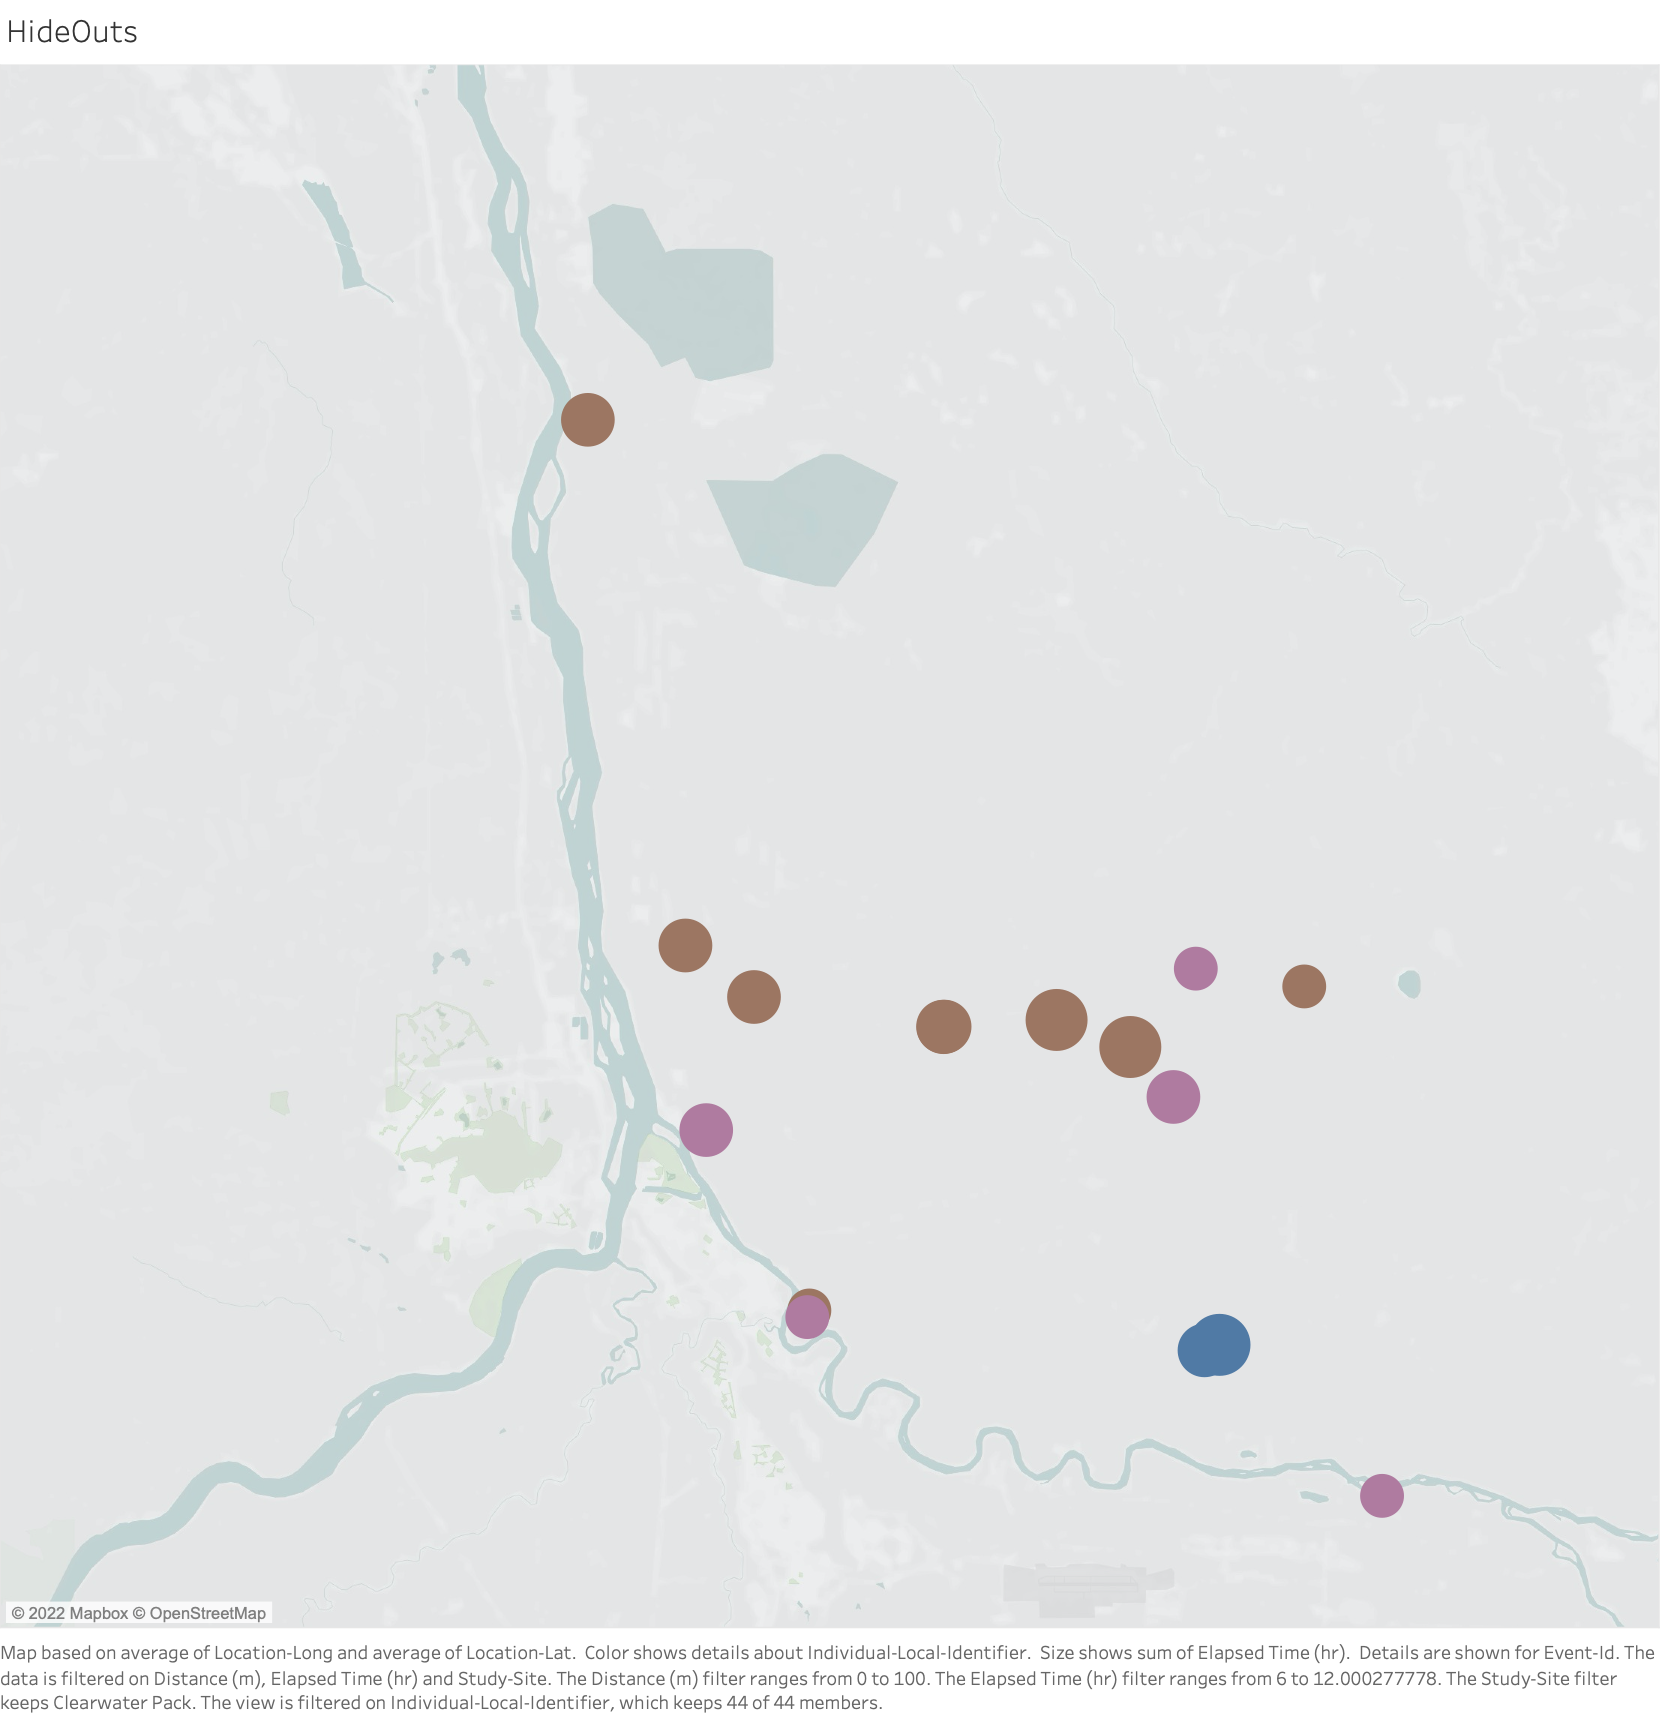 HideOuts
© 2022 Mapbox © OpenStreetMap
Map based on average of Location-Long and average of Location-Lat.  Color shows details about Individual-Local-Identifier.  Size shows sum of Elapsed Time (hr).  Details are shown for Event-Id. The
data is filtered on Distance (m), Elapsed Time (hr) and Study-Site. The Distance (m) filter ranges from 0 to 100. The Elapsed Time (hr) filter ranges from 6 to 12.000277778. The Study-Site filter
keeps Clearwater Pack. The view is filtered on Individual-Local-Identifier, which keeps 44 of 44 members.